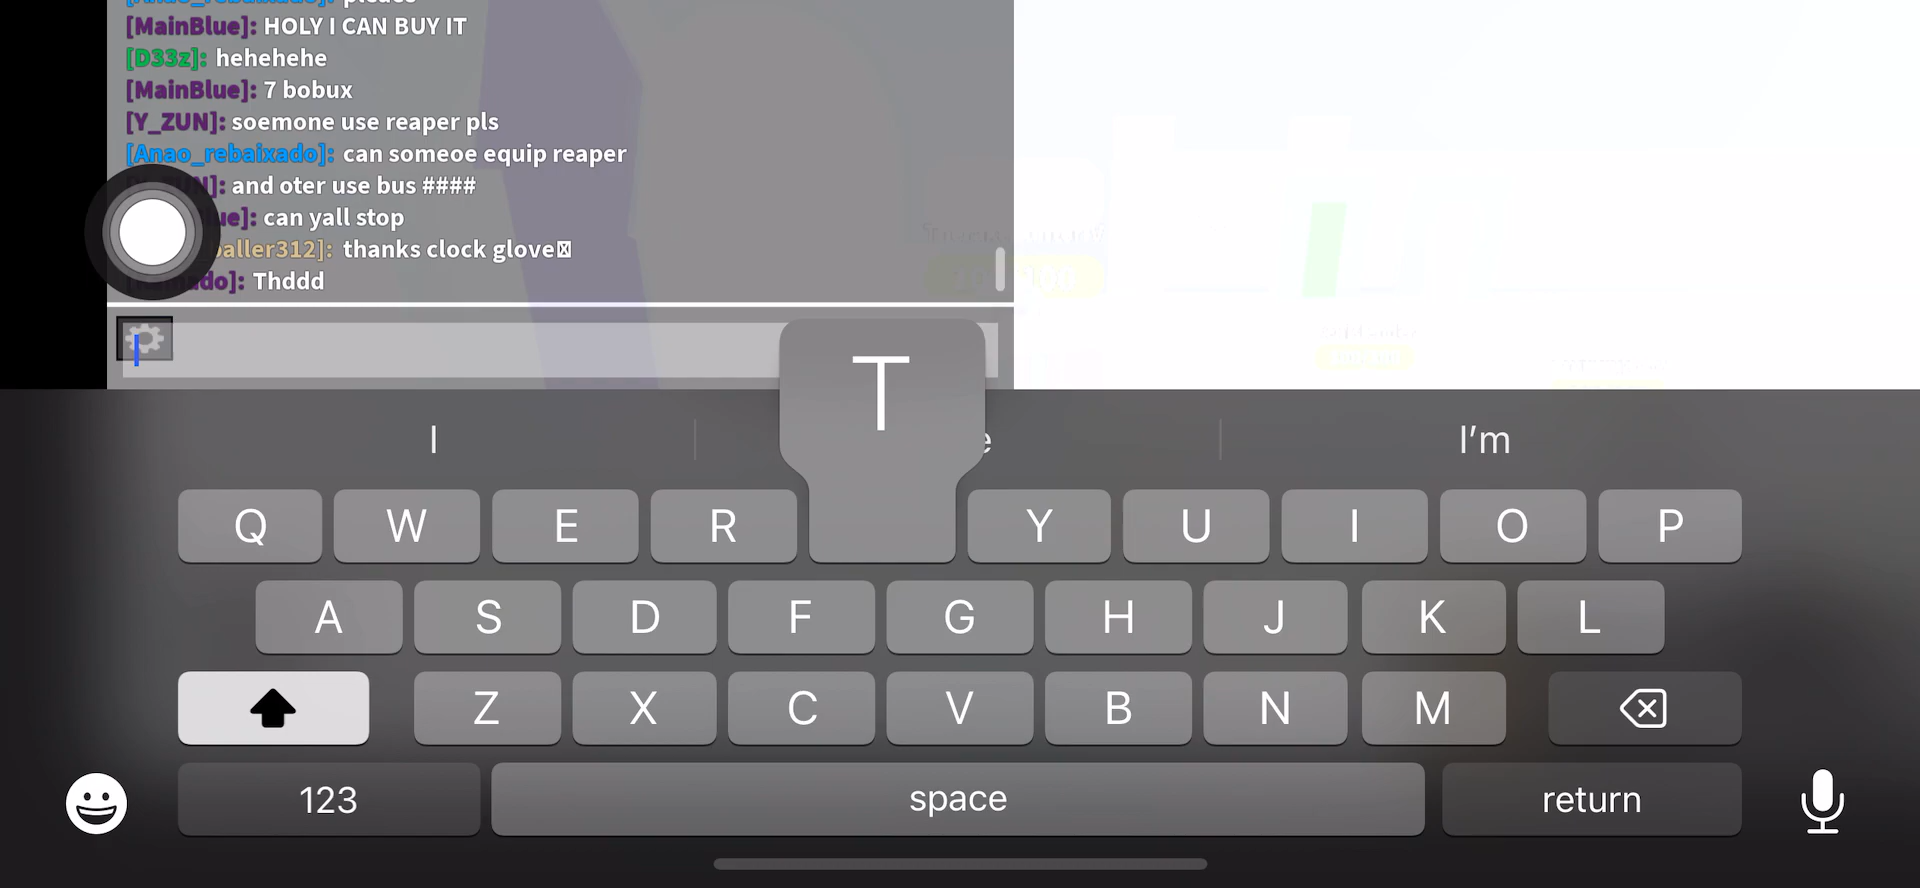 [MainBlue]: HOLY I CAN BUY IT
[D33z]: hehehehe
[MainBlue]: 7 bobux
[Y_ZUN]: soemone use reaper pls
[Anao_rebaixado]: can someoe equip reaper
]: and oter use bus ####
]: can yall stop
baller312]: thanks clock glove
]: Thddd
I
I'm
T
Q W E R Y U I O P
A S D F G H J K L
Z X C V B N M
123 space return